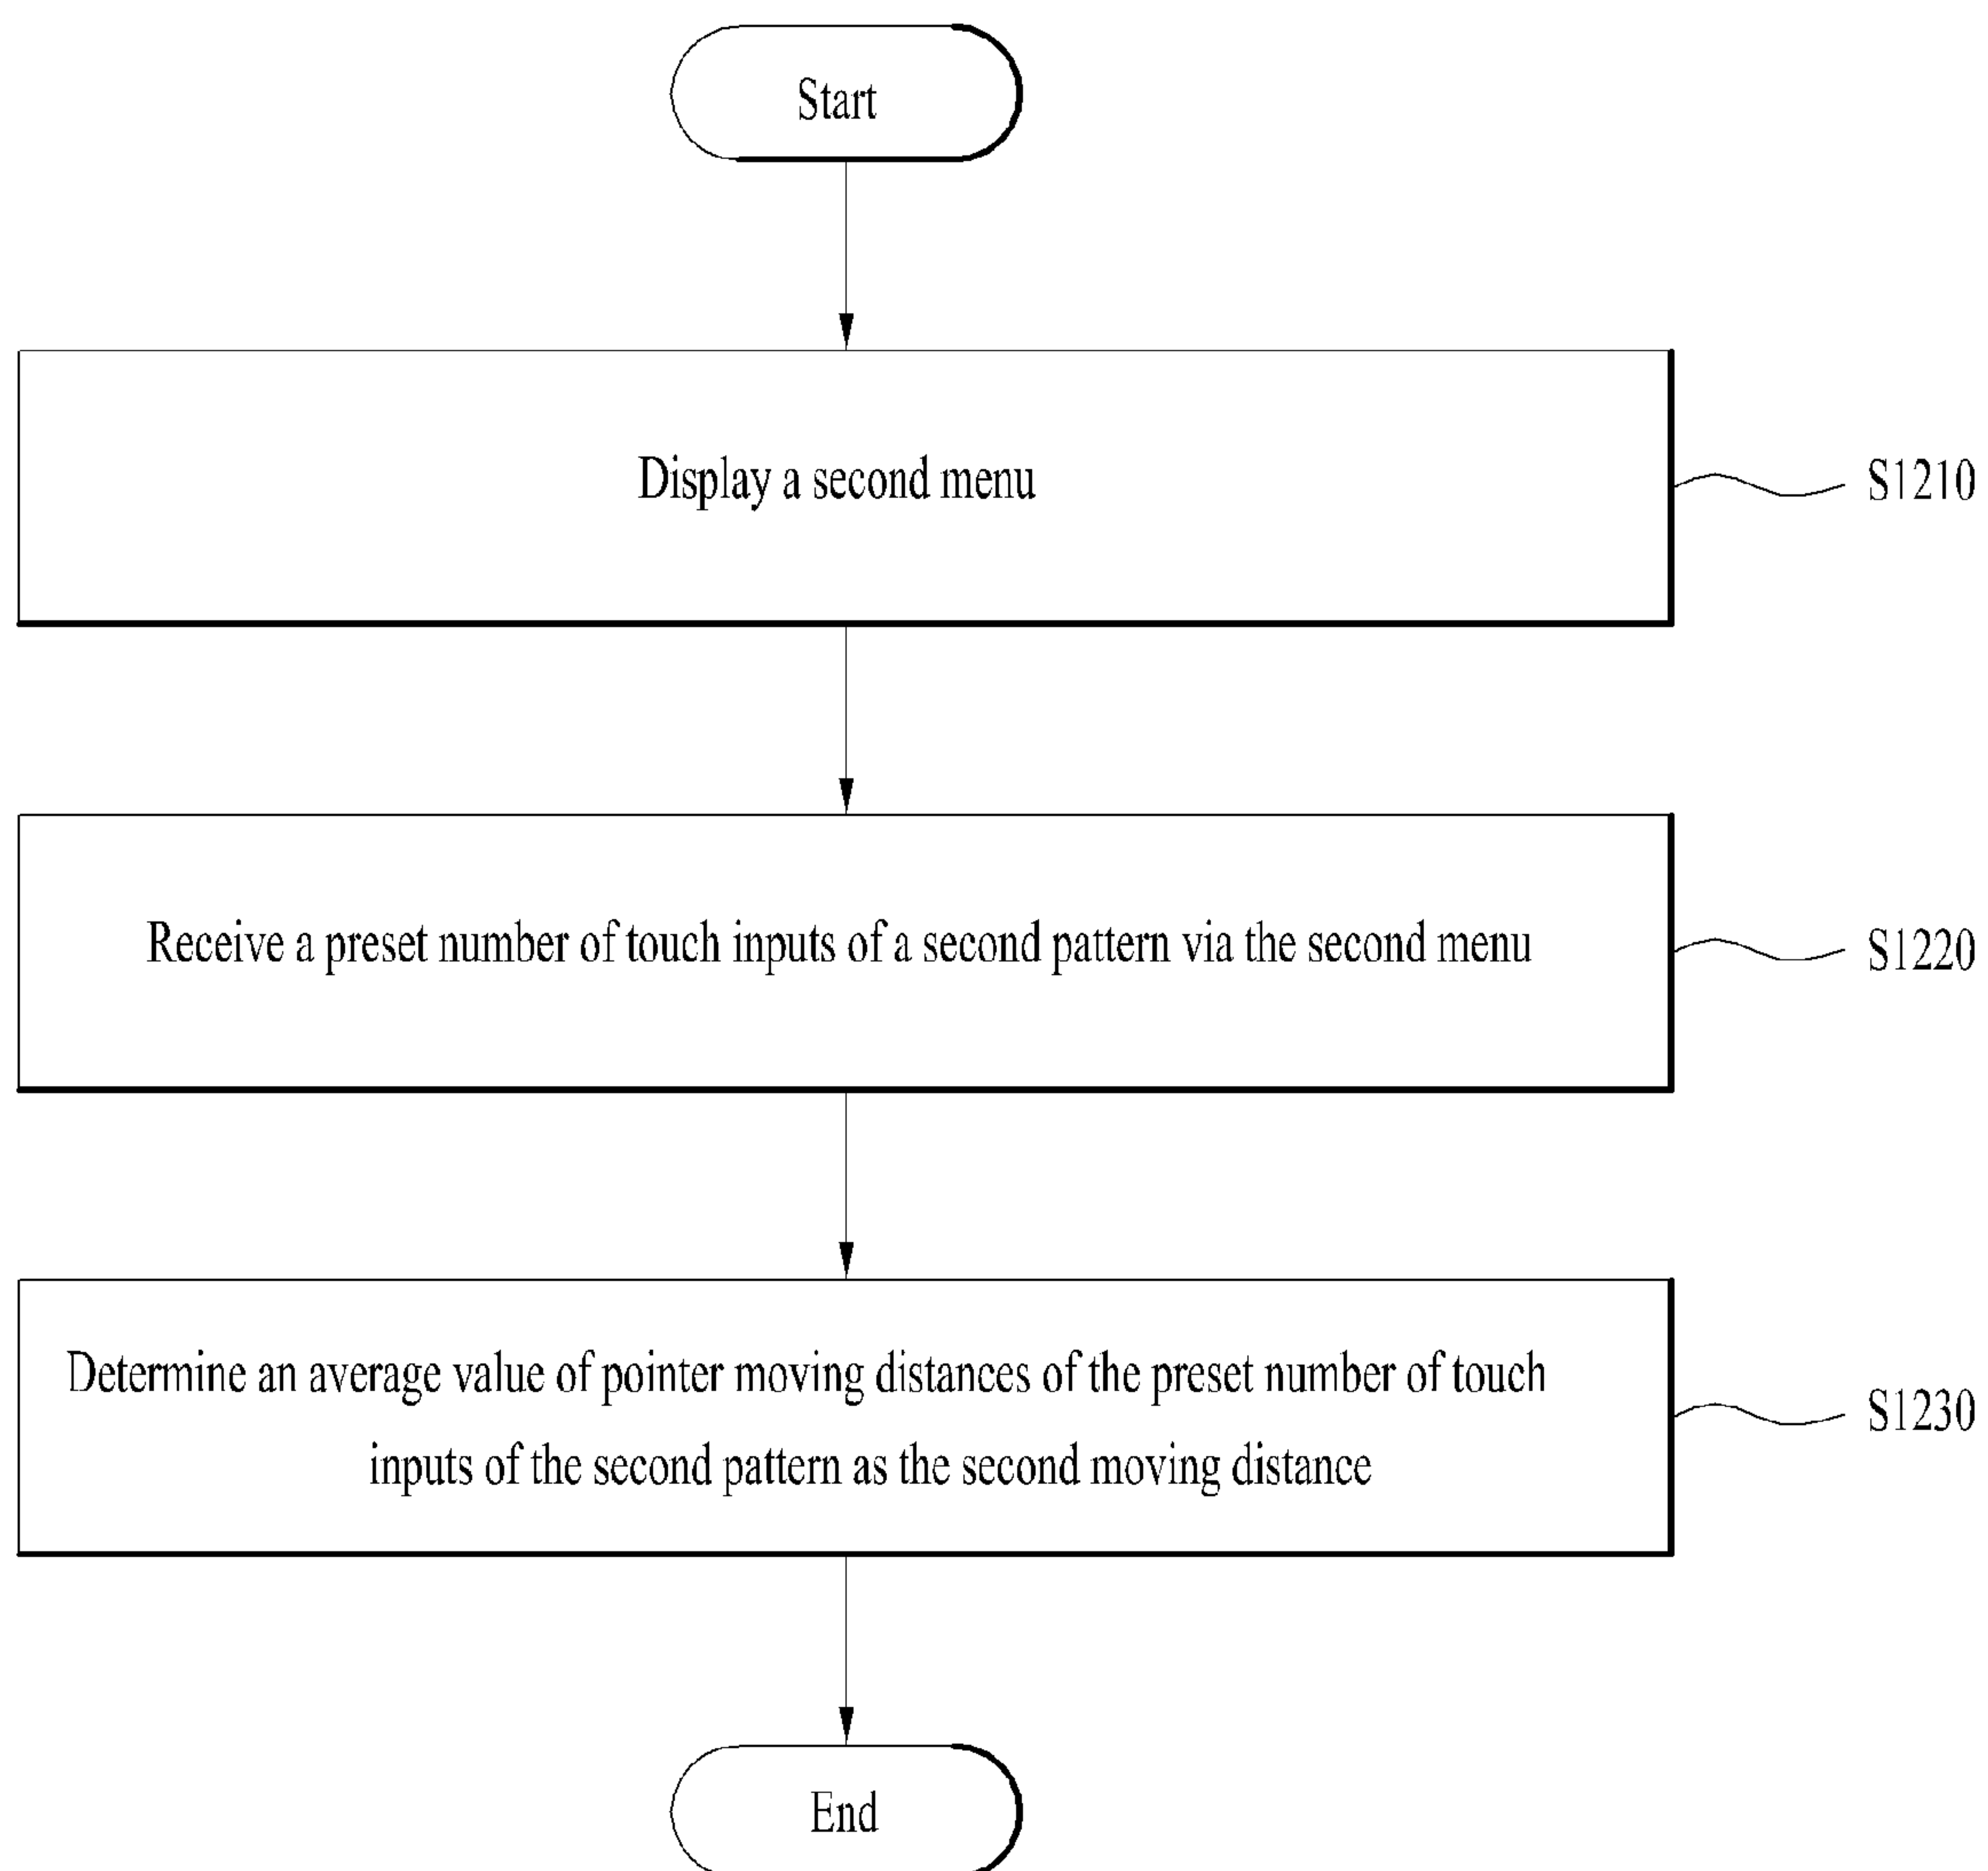 Start
Display a second menu
S1210
Receive a preset number of touch inputs of a second pattern via the second menu
S1220
Determine an average value of pointer moving distances of the preset number of touch
inputs of the second pattern as the second moving distance
S1230
End